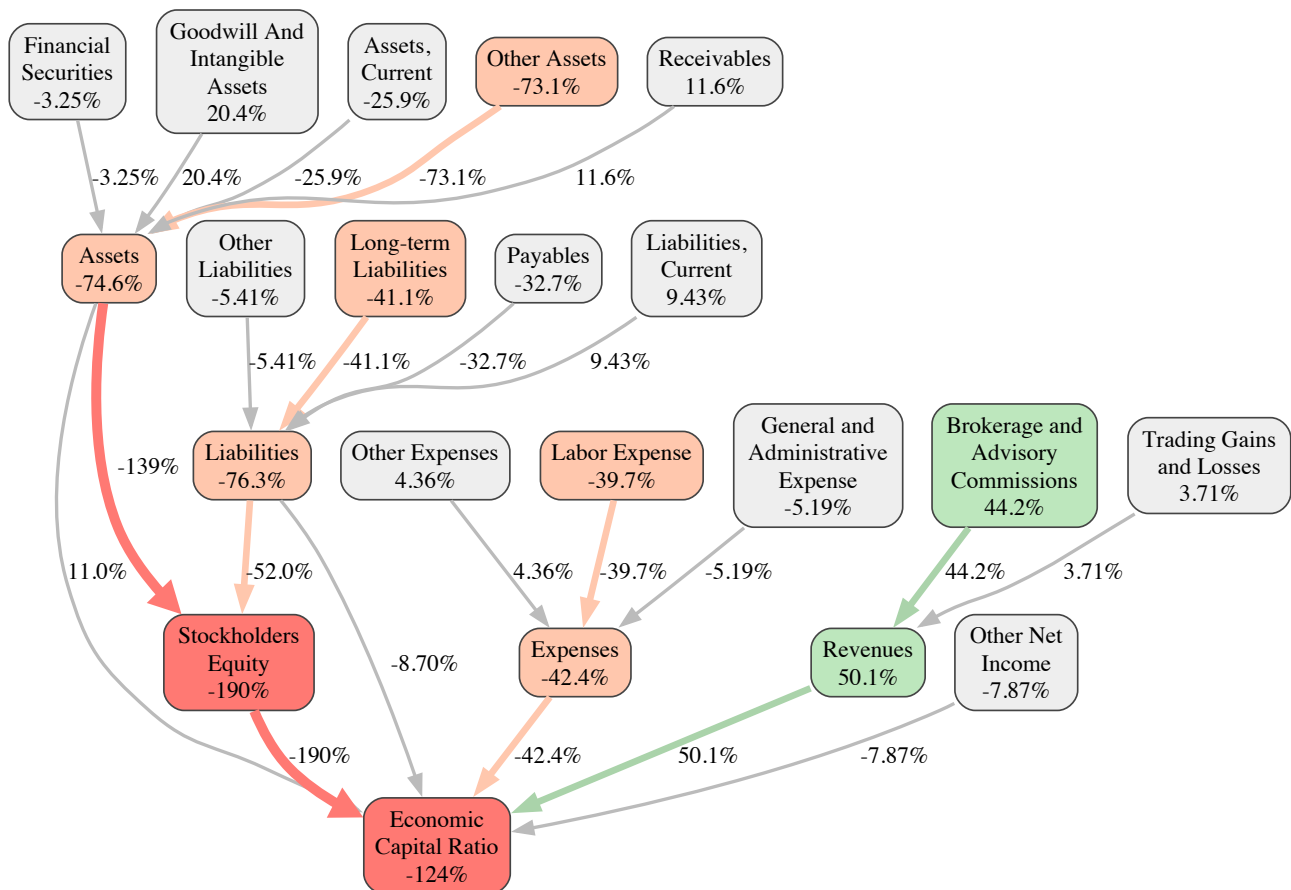 Financial
Securities
-3.25%
Goodwill And
Intangible
Assets
20.4%
Assets,
Current
-25.9%
Other Assets
-73.1%
Receivables
11.6%
-3.25%
20.4%
-25.9%
-73.1%
11.6%
Assets
-74.6%
Other
Liabilities
-5.41%
Long-term
Liabilities
-41.1%
Payables
-32.7%
Liabilities,
Current
9.43%
-5.41%
-41.1%
-32.7%
9.43%
-139%
Liabilities
-76.3%
Other Expenses
4.36%
Labor Expense
-39.7%
General and
Administrative
Expense
-5.19%
Brokerage and
Advisory
Commissions
44.2%
Trading Gains
and Losses
3.71%
11.0%
-52.0%
4.36%
-39.7%
-5.19%
44.2%
3.71%
Stockholders
Equity
-190%
-8.70%
Expenses
-42.4%
Revenues
50.1%
Other Net
Income
-7.87%
-190%
-42.4%
50.1%
-7.87%
Economic
Capital Ratio
-124%